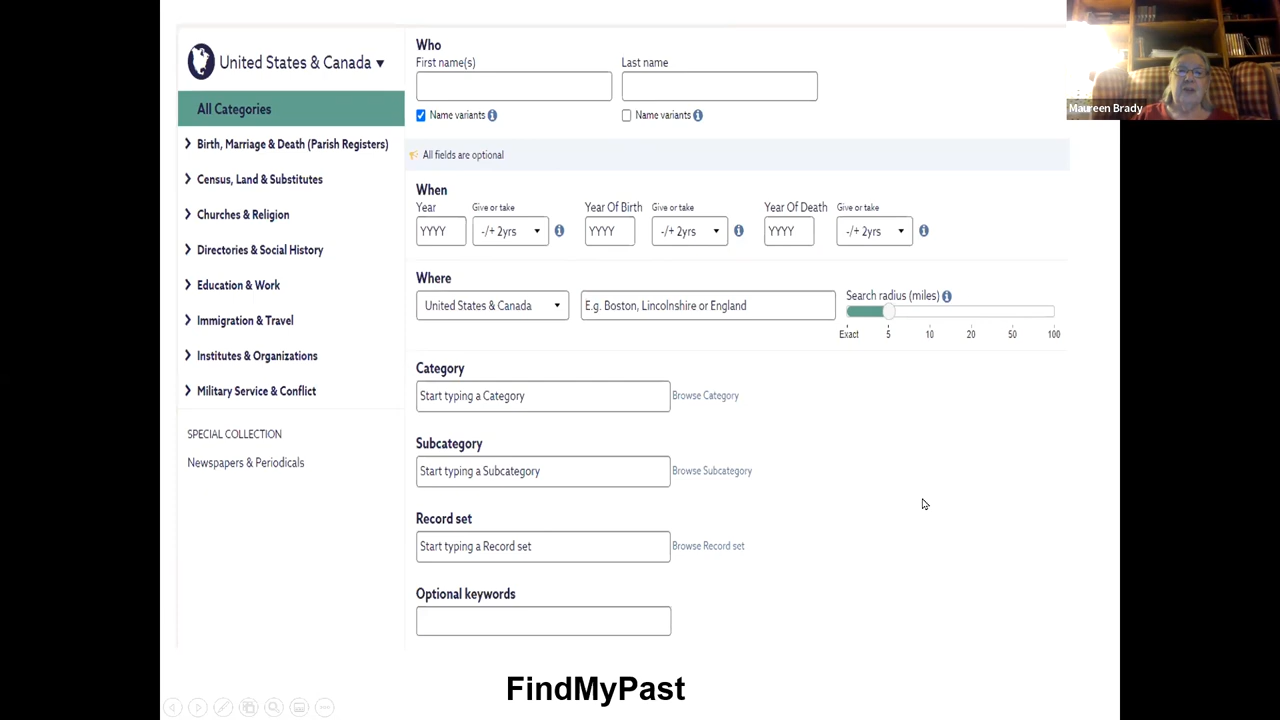 United States & Canada
All Categories
Birth, Marriage & Death (Parish Registers)
Census, Land & Substitutes
Churches & Religion
Directories & Social History
Education & Work
Immigration & Travel
Institutes & Organizations
Military Service & Conflict
SPECIAL COLLECTION
Newspapers & Periodicals
Who
First name(s) Last name
Name variants Name variants
All fields are optional
When
Year Give or take Year Of Birth Give or take Year Of Death Give or take
YYYY -/+ 2yrs YYYY -/+ 2yrs YYYY -/+ 2yrs
Where
United States & Canada E.g. Boston, Lincolnshire or England
Search radius (miles)
Exact 5 10 20 50 100
Category
Start typing a Category Browse Category
Subcategory
Start typing a Subcategory Browse Subcategory
Record set
Start typing a Record set Browse Record set
Optional keywords
FindMyPast
Maureen Brady